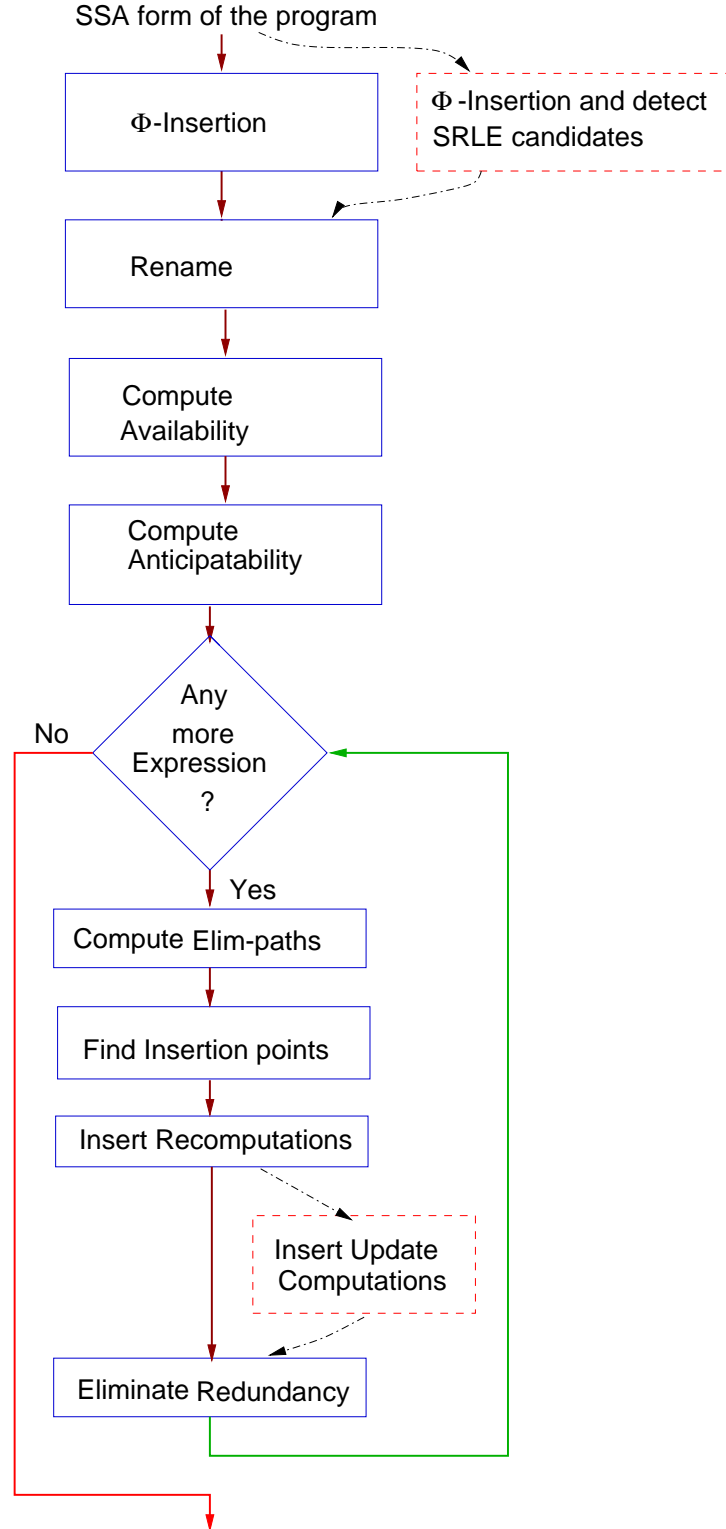 SSA form of the program
Φ-Insertion
Φ-Insertion and detect
SRLE candidates
Rename
Compute
Availability
Compute
Anticipatability
Any
more
Expression
?
No
Yes
Compute Elim-paths
Find Insertion points
Insert Recomputations
Insert Update
Computations
Eliminate Redundancy